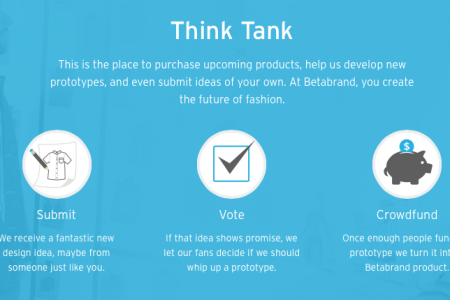 Think Tank
This is the place to purchase upcoming products, help us develop new
prototypes, and even submit ideas of your own. At Betabrand, you create
the future of fashion.
$
Submit
Vote
Crowdfund
We receive a fantastic new
design idea, maybe from
someone just like you.
If that idea shows promise, we
let our fans decide if we should
whip up a prototype.
Once enough people fun
prototype we turn it int
Betabrand product.